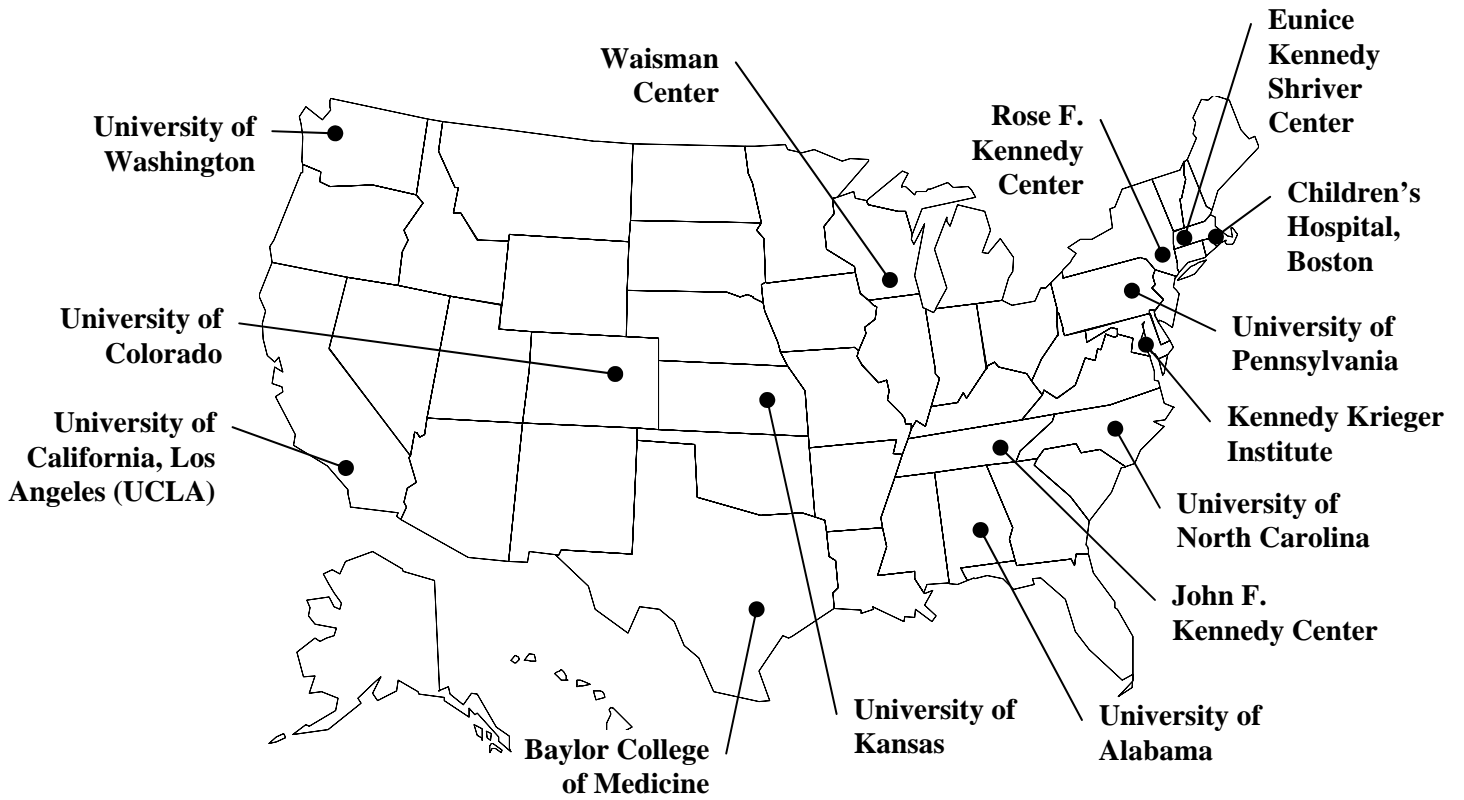 Eunice
Kennedy
Shriver
Center
Waisman
Center
Rose F.
Kennedy
Center
University of
Washington
Children’s
Hospital,
Boston
University of
Colorado
University of
Pennsylvania
University of
California, Los
Angeles (UCLA)
Kennedy Krieger
Institute
University of
North Carolina
John F.
Kennedy Center
University of
Kansas
University of
Alabama
Baylor College
of Medicine